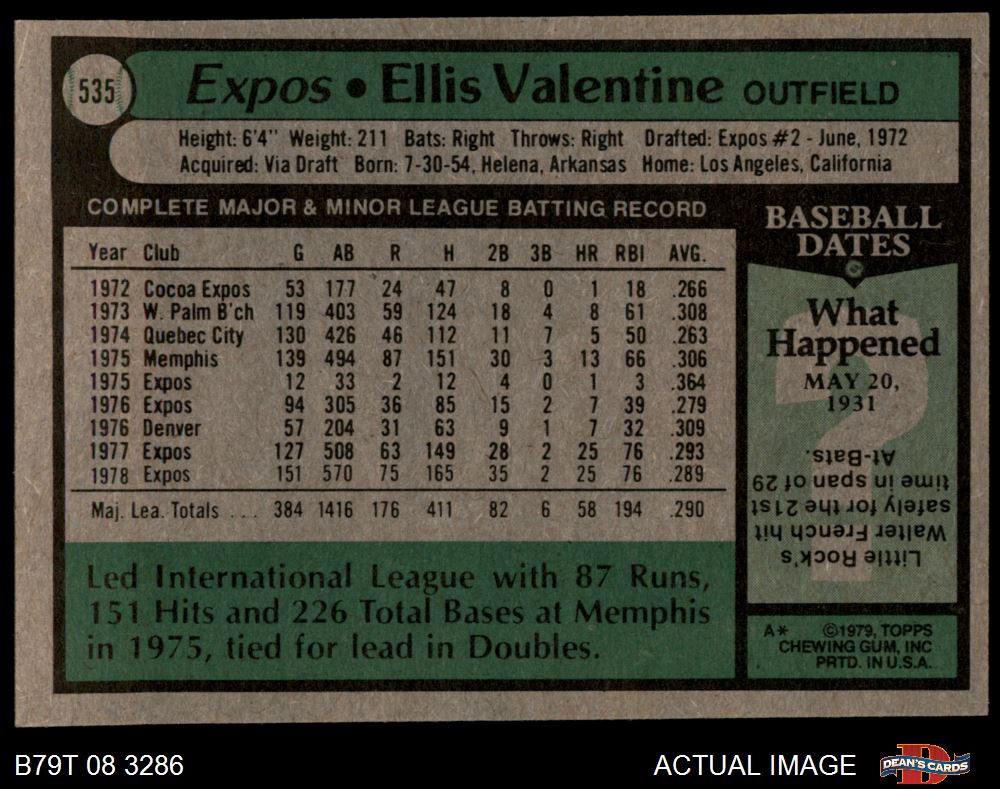 535
Expos • Ellis Valentine OUTFIELD
Height: 6'4" Weight: 211 Bats: Right Throws: Right Drafted: Expos #2 - June, 1972
Acquired: Via Draft Born: 7-30-54, Helena, Arkansas Home: Los Angeles, California
COMPLETE MAJOR & MINOR LEAGUE BATTING RECORD
Year Club G AB R H 2B 3B HR RBI AVG.
1972 Cocoa Expos 53 177 24 47 8 0 1 18 .266
1973 W. Palm B'ch 119 403 59 124 18 4 8 61 .308
1974 Quebec City 130 426 46 112 11 7 5 50 .263
1975 Memphis 139 494 87 151 30 3 13 66 .306
1975 Expos 12 33 2 12 4 0 1 3 .364
1976 Expos 94 305 36 85 15 2 7 39 .279
1976 Denver 57 204 31 63 9 1 7 32 .309
1977 Expos 127 508 63 149 28 2 25 76 .293
1978 Expos 151 570 75 165 35 2 25 76 .289
Maj. Lea. Totals . . . 384 1416 176 411 82 6 58 194 .290
Led International League with 87 Runs,
151 Hits and 226 Total Bases at Memphis
in 1975, tied for lead in Doubles.
BASEBALL
DATES
What
Happened
MAY 20,
1931
Little Rock's
Walter French hit
safely for the 21st
time in span of 29
At-Bats.
A* ©1979, TOPPS
CHEWING GUM, INC
PRTD. IN U.S.A.
B79T 08 3286
ACTUAL IMAGE
D
DEAN'S CARDS